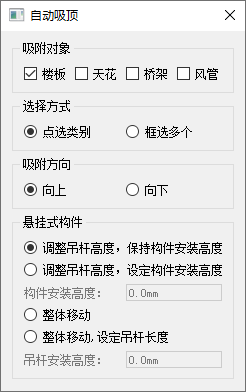 自动吸顶
吸附对象
楼板 天花 桥架 风管
选择方式
点选类别 框选多个
吸附方向
向上 向下
悬挂式构件
调整吊杆高度，保持构件安装高度
调整吊杆高度，设定构件安装高度
构件安装高度： 0.0mm
整体移动
整体移动,设定吊杆长度
吊杆安装高度： 0.0mm